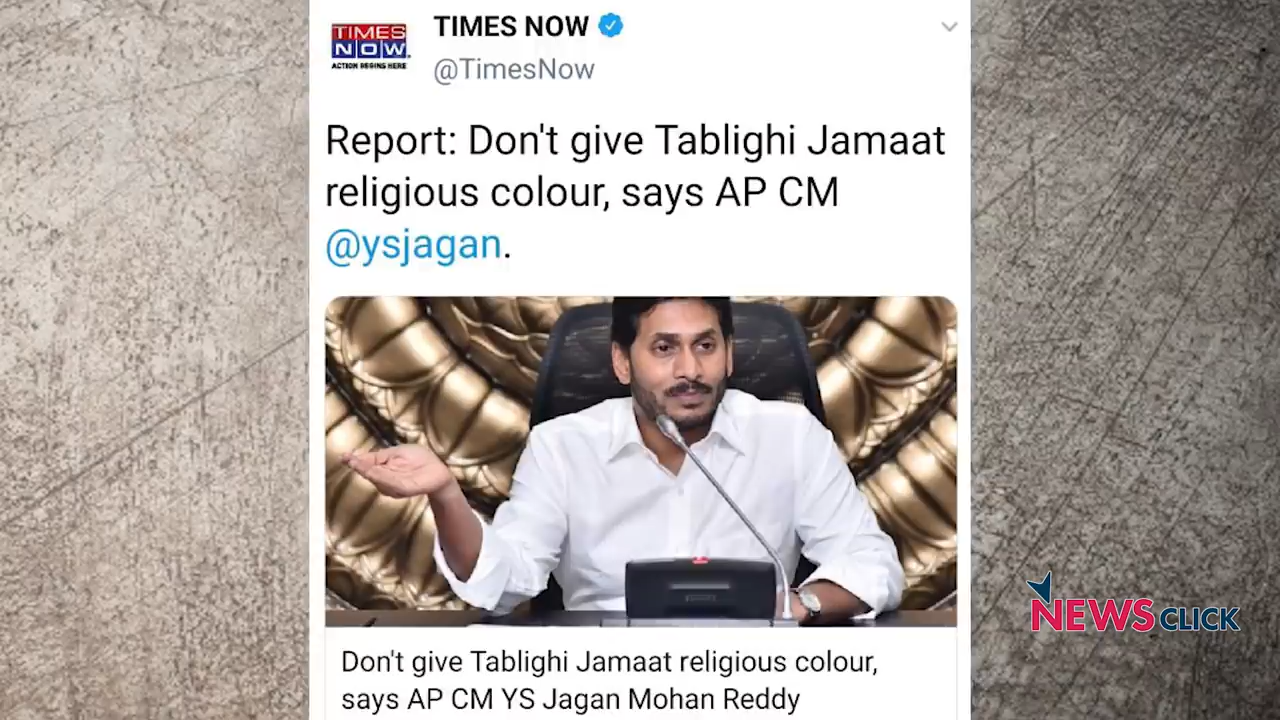 TIMES
NOW
ACTION BEGINS HERE
TIMES NOW
@TimesNow
Report: Don't give Tablighi Jamaat
religious colour, says AP CM
@ysjagan.
Don't give Tablighi Jamaat religious colour,
says AP CM YS Jagan Mohan Reddy
NEWSCLICK